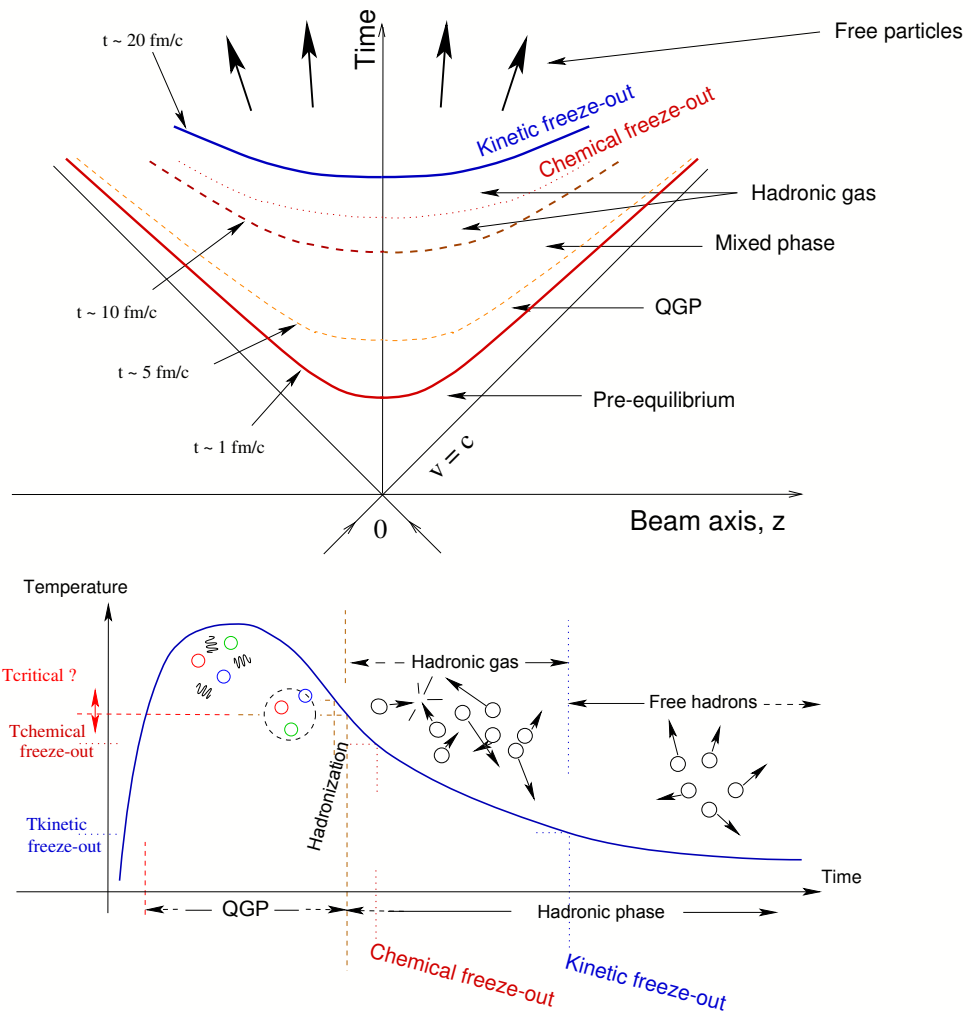 t ~ 20 fm/c
Time
Free particles
Kinetic freeze-out
Chemical freeze-out
Hadronic gas
Mixed phase
QGP
t ~ 10 fm/c
t ~ 5 fm/c
Pre-equilibrium
t ~ 1 fm/c
v = c
0
Beam axis, z
Temperature
Tcritical ?
Tchemical
freeze-out
Tkinetic
freeze-out
Hadronic gas
Free hadrons
Hadronization
Time
QGP
Hadronic phase
Chemical freeze-out
Kinetic freeze-out